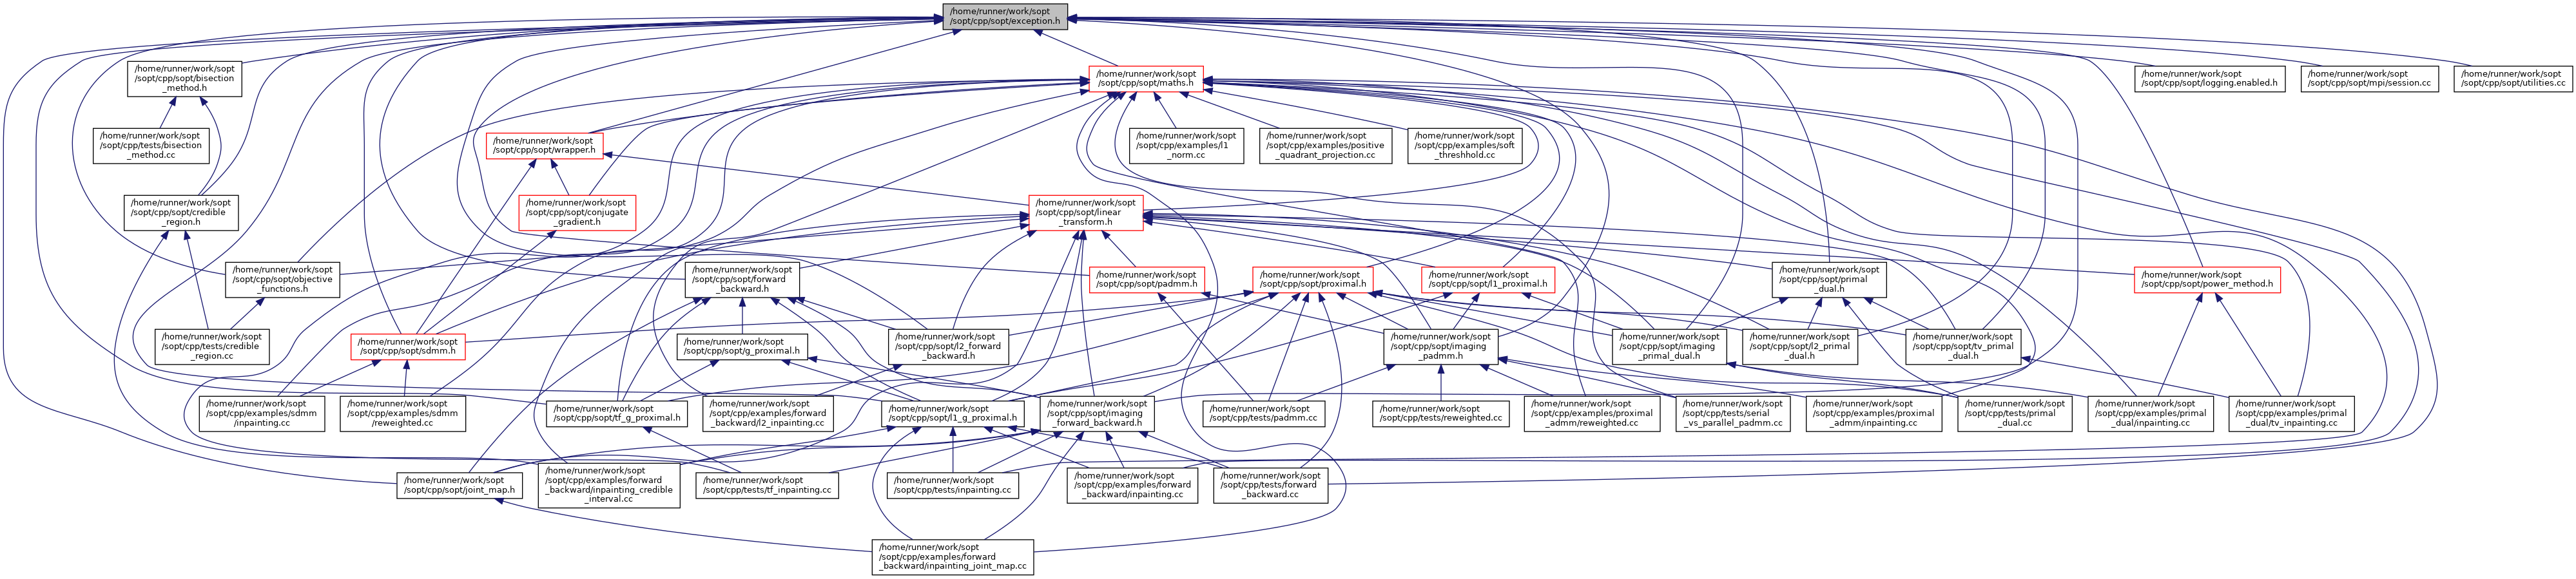 /home/runner/work/sopt
/sopt/cpp/sopt/exception.h
/home/runner/work/sopt
/sopt/cpp/sopt/bisection
_method.h
/home/runner/work/sopt
/sopt/cpp/sopt/maths.h
/home/runner/work/sopt
/sopt/cpp/sopt/logging.enabled.h
/home/runner/work/sopt
/sopt/cpp/sopt/mpi/session.cc
/home/runner/work/sopt
/sopt/cpp/sopt/utilities.cc
/home/runner/work/sopt
/sopt/cpp/tests/bisection
_method.cc
/home/runner/work/sopt
/sopt/cpp/sopt/wrapper.h
/home/runner/work/sopt
/sopt/cpp/examples/l1
_norm.cc
/home/runner/work/sopt
/sopt/cpp/examples/positive
_quadrant_projection.cc
/home/runner/work/sopt
/sopt/cpp/examples/soft
_threshhold.cc
/home/runner/work/sopt
/sopt/cpp/sopt/credible
_region.h
/home/runner/work/sopt
/sopt/cpp/sopt/conjugate
_gradient.h
/home/runner/work/sopt
/sopt/cpp/sopt/linear
_transform.h
/home/runner/work/sopt
/sopt/cpp/sopt/objective
_functions.h
/home/runner/work/sopt
/sopt/cpp/sopt/forward
_backward.h
/home/runner/work/sopt
/sopt/cpp/sopt/padmm.h
/home/runner/work/sopt
/sopt/cpp/sopt/proximal.h
/home/runner/work/sopt
/sopt/cpp/sopt/l1_proximal.h
/home/runner/work/sopt
/sopt/cpp/sopt/primal
_dual.h
/home/runner/work/sopt
/sopt/cpp/sopt/power_method.h
/home/runner/work/sopt
/sopt/cpp/tests/credible
_region.cc
/home/runner/work/sopt
/sopt/cpp/sopt/sdmm.h
/home/runner/work/sopt
/sopt/cpp/sopt/g_proximal.h
/home/runner/work/sopt
/sopt/cpp/sopt/l2_forward
_backward.h
/home/runner/work/sopt
/sopt/cpp/sopt/imaging
_padmm.h
/home/runner/work/sopt
/sopt/cpp/sopt/imaging
_primal_dual.h
/home/runner/work/sopt
/sopt/cpp/sopt/l2_primal
_dual.h
/home/runner/work/sopt
/sopt/cpp/sopt/tv_primal
_dual.h
/home/runner/work/sopt
/sopt/cpp/examples/sdmm
/inpainting.cc
/home/runner/work/sopt
/sopt/cpp/examples/sdmm
/reweighted.cc
/home/runner/work/sopt
/sopt/cpp/sopt/tf_g_proximal.h
/home/runner/work/sopt
/sopt/cpp/examples/forward
_backward/l2_inpainting.cc
/home/runner/work/sopt
/sopt/cpp/sopt/l1_g_proximal.h
/home/runner/work/sopt
/sopt/cpp/sopt/imaging
_forward_backward.h
/home/runner/work/sopt
/sopt/cpp/tests/padmm.cc
/home/runner/work/sopt
/sopt/cpp/tests/reweighted.cc
/home/runner/work/sopt
/sopt/cpp/examples/proximal
_admm/reweighted.cc
/home/runner/work/sopt
/sopt/cpp/tests/serial
_vs_parallel_padmm.cc
/home/runner/work/sopt
/sopt/cpp/examples/proximal
_admm/inpainting.cc
/home/runner/work/sopt
/sopt/cpp/tests/primal
_dual.cc
/home/runner/work/sopt
/sopt/cpp/examples/primal
_dual/inpainting.cc
/home/runner/work/sopt
/sopt/cpp/examples/primal
_dual/tv_inpainting.cc
/home/runner/work/sopt
/sopt/cpp/sopt/joint_map.h
/home/runner/work/sopt
/sopt/cpp/examples/forward
_backward/inpainting_credible
_interval.cc
/home/runner/work/sopt
/sopt/cpp/tests/tf_inpainting.cc
/home/runner/work/sopt
/sopt/cpp/tests/inpainting.cc
/home/runner/work/sopt
/sopt/cpp/examples/forward
_backward/inpainting.cc
/home/runner/work/sopt
/sopt/cpp/tests/forward
_backward.cc
/home/runner/work/sopt
/sopt/cpp/examples/forward
_backward/inpainting_joint_map.cc